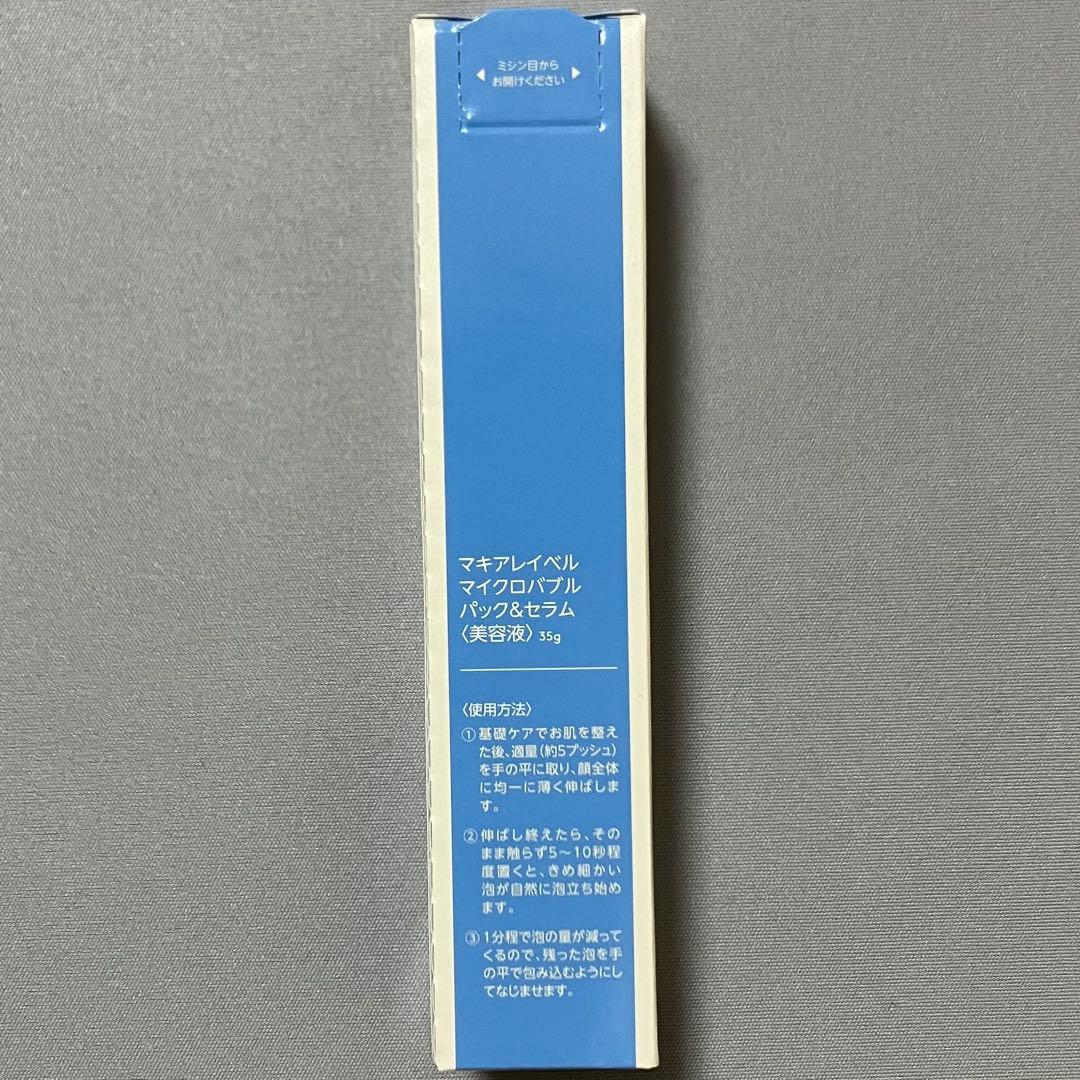 ミシン目から
◀ お開けください ▶
マキアレイベル
マイクロバブル
パック&セラム
〈美容液〉 35g
〈使用方法〉
① 基礎ケアでお肌を整え
た後、適量(約5プッシュ)
を手の平に取り、顔全体
に均一に薄く伸ばしま
す。
② 伸ばし終えたら、その
まま触らず5〜10秒程
度置くと、きめ細かい
泡が自然に泡立ち始め
ます。
③ 1分程で泡の量が減って
くるので、残った泡を手
の平で包み込むようにし
てなじませます。